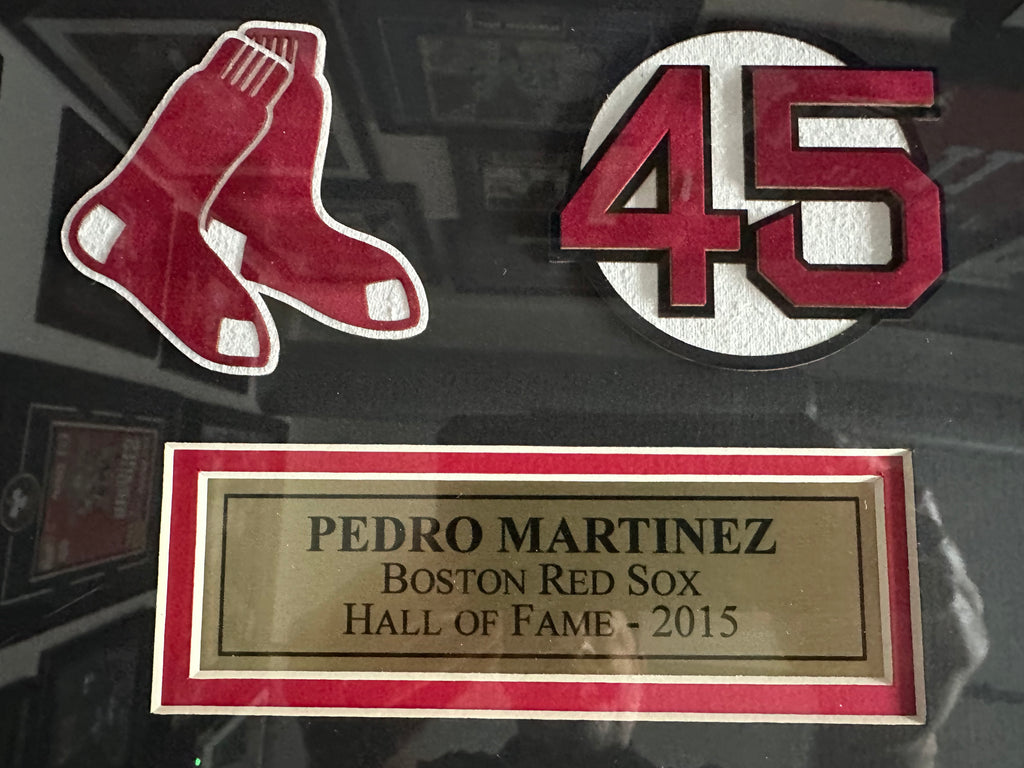 45
PEDRO MARTINEZ
BOSTON RED SOX
HALL OF FAME - 2015